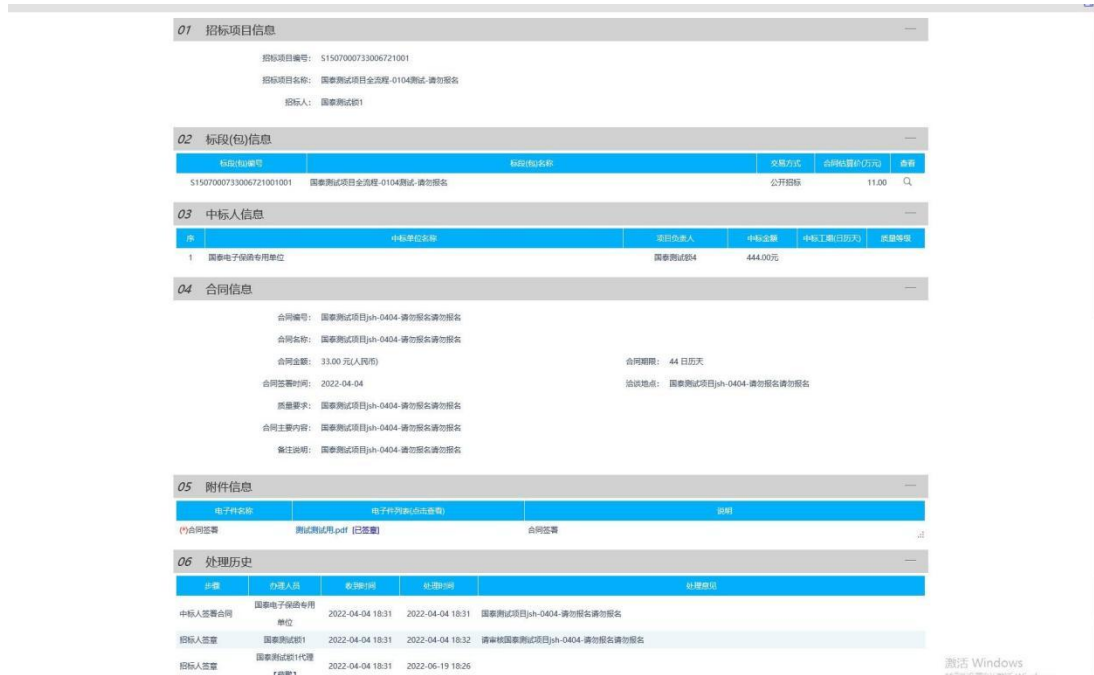 01 招标项目信息
招标项目编号： S1507000733006721001
招标项目名称： 国泰测试项目全流程-0104测试-请勿报名
招标人： 国泰测试锁1
02 标段(包)信息
标段(包)编号 标段(包)名称 交易方式 合同估算价(万元) 查看
S1507000733006721001001 国泰测试项目全流程-0104测试-请勿报名 公开招标 11.00
03 中标人信息
序 中标单位名称 项目负责人 中标金额 中标工期(日历天) 质量等级
1 国泰电子保函专用单位 国泰测试锁4 444.00元
04 合同信息
合同编号： 国泰测试项目jsh-0404-请勿报名请勿报名
合同名称： 国泰测试项目jsh-0404-请勿报名请勿报名
合同金额： 33.00 元(人民币) 合同期限： 44 日历天
合同签署时间： 2022-04-04 洽谈地点： 国泰测试项目jsh-0404-请勿报名请勿报名
质量要求： 国泰测试项目jsh-0404-请勿报名请勿报名
合同主要内容： 国泰测试项目jsh-0404-请勿报名请勿报名
备注说明： 国泰测试项目jsh-0404-请勿报名请勿报名
05 附件信息
电子件名称 电子件列表(点击查看) 说明
(*)合同签署 测试测试用.pdf [已签章] 合同签署
06 处理历史
步骤 办理人员 收到时间 处理时间 处理意见
中标人签署合同 国泰电子保函专用单位 2022-04-04 18:31 2022-04-04 18:31 国泰测试项目jsh-0404-请勿报名请勿报名
招标人签章 国泰测试锁1 2022-04-04 18:31 2022-04-04 18:32 请审核国泰测试项目jsh-0404-请勿报名请勿报名
招标人签章 国泰测试锁1代理 2022-04-04 18:31 2022-06-19 18:26
激活 Windows